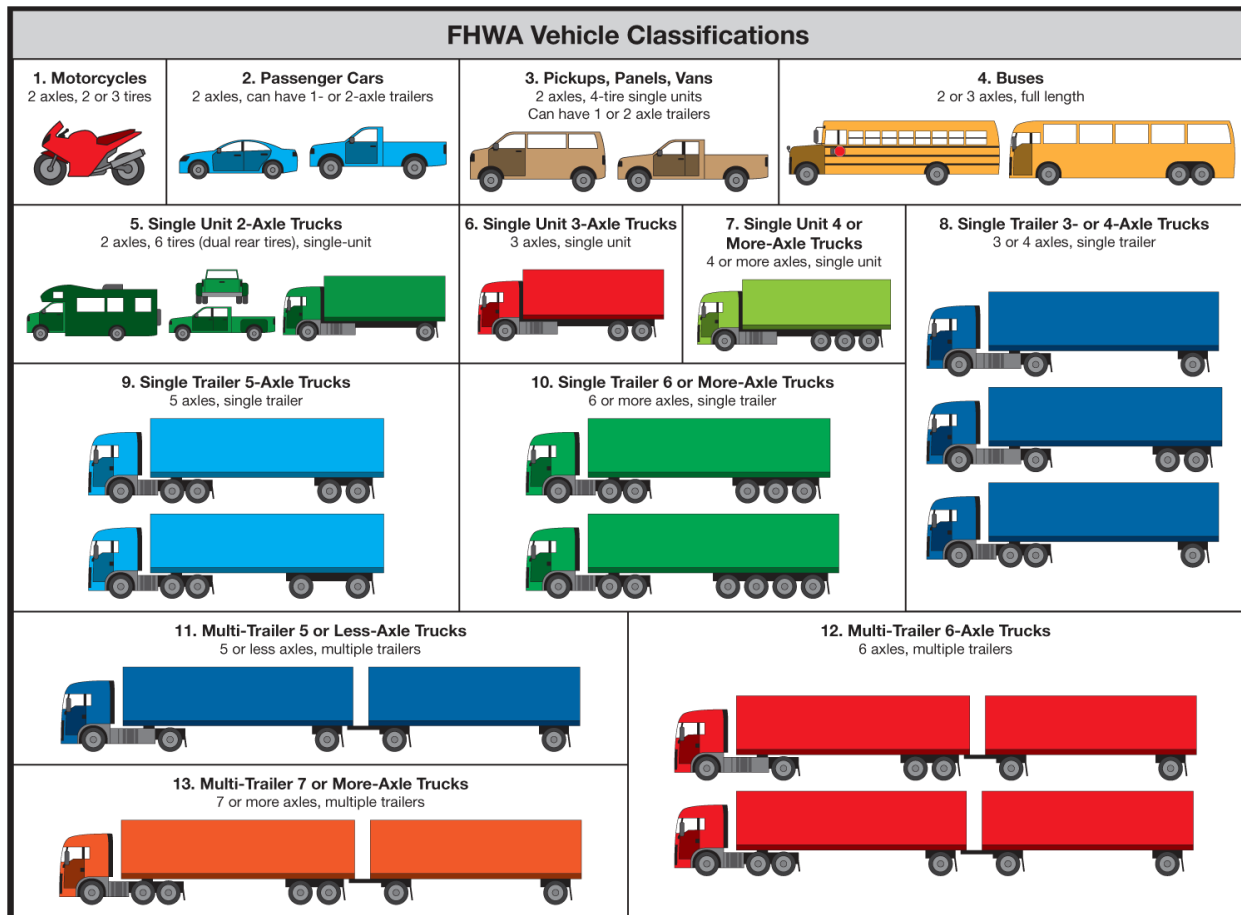 FHWA Vehicle Classifications
1. Motorcycles
2 axles, 2 or 3 tires
2. Passenger Cars
2 axles, can have 1- or 2-axle trailers
3. Pickups, Panels, Vans
2 axles, 4-tire single units
Can have 1 or 2 axle trailers
4. Buses
2 or 3 axles, full length
5. Single Unit 2-Axle Trucks
2 axles, 6 tires (dual rear tires), single-unit
6. Single Unit 3-Axle Trucks
3 axles, single unit
7. Single Unit 4 or
More-Axle Trucks
4 or more axles, single unit
8. Single Trailer 3- or 4-Axle Trucks
3 or 4 axles, single trailer
9. Single Trailer 5-Axle Trucks
5 axles, single trailer
10. Single Trailer 6 or More-Axle Trucks
6 or more axles, single trailer
11. Multi-Trailer 5 or Less-Axle Trucks
5 or less axles, multiple trailers
12. Multi-Trailer 6-Axle Trucks
6 axles, multiple trailers
13. Multi-Trailer 7 or More-Axle Trucks
7 or more axles, multiple trailers